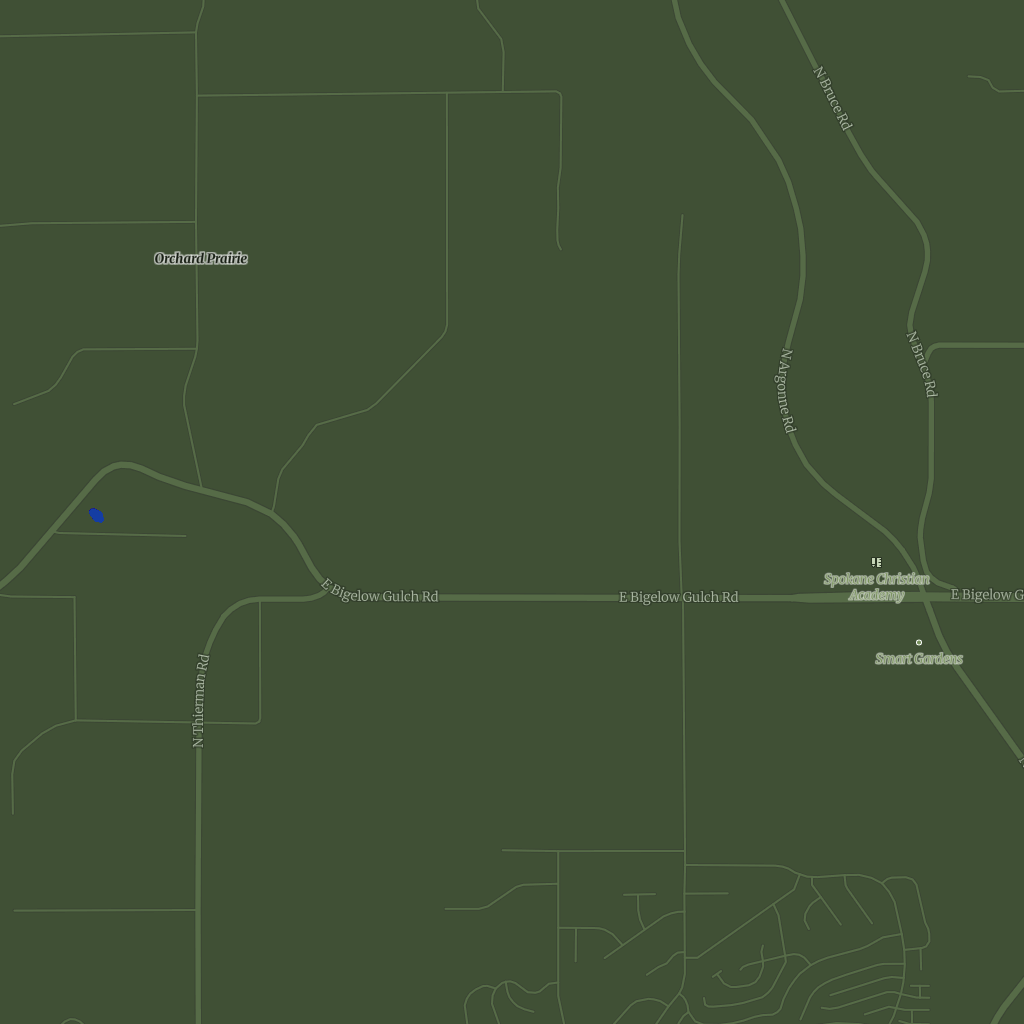 N Bruce Rd
Orchard Prairie
N Argonne Rd
N Bruce Rd
Spokane Christian
Academy
E Bigelow Gulch Rd
E Bigelow Gulch Rd
E Bigelow G
Smart Gardens
N Thierman Rd